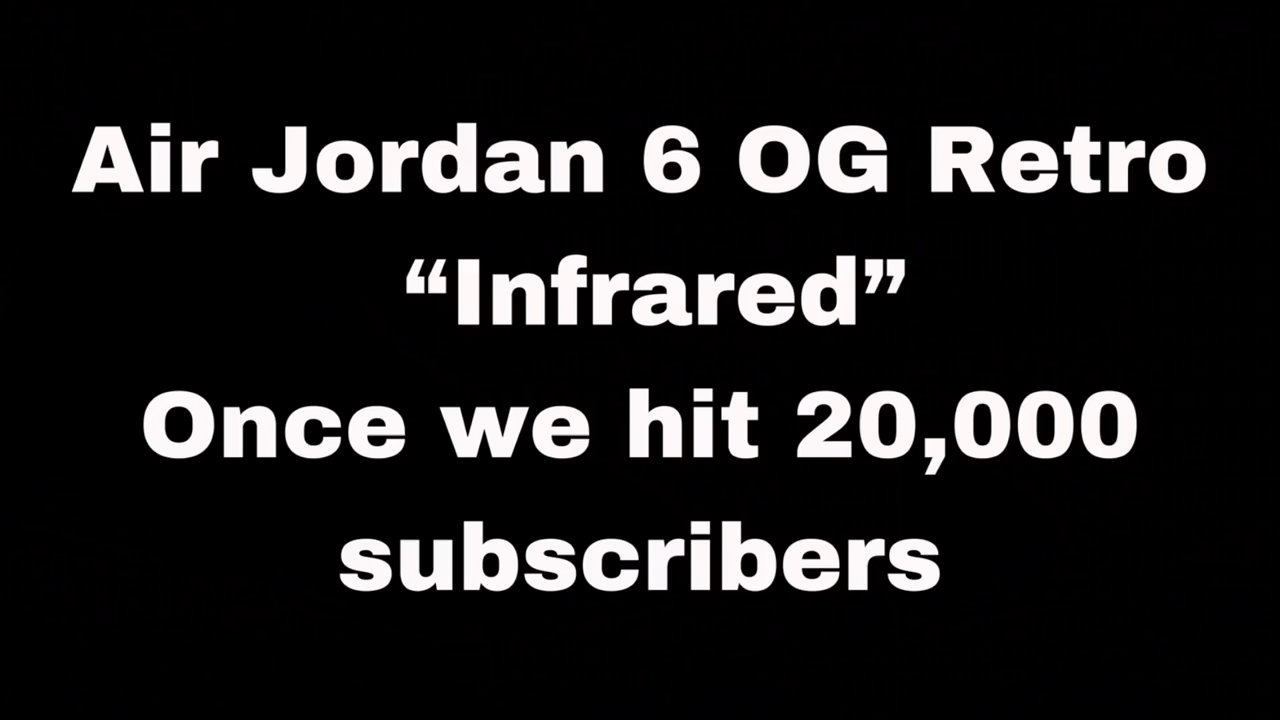 Air Jordan 6 OG Retro
“Infrared”
Once we hit 20,000
subscribers